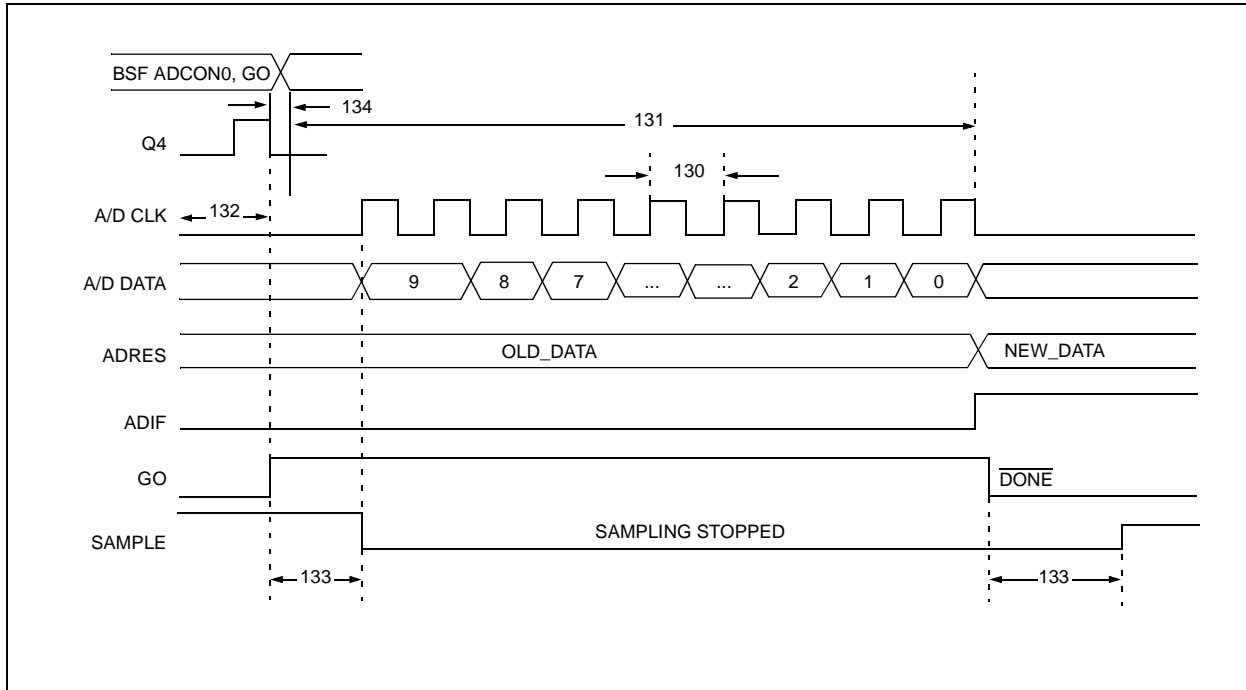 BSF ADCON0, GO
134
131
Q4
130
A/D CLK
132
A/D DATA
9 8 7 ... ... 2 1 0
ADRES
OLD_DATA
NEW_DATA
ADIF
GO
DONE
SAMPLE
SAMPLING STOPPED
133
133